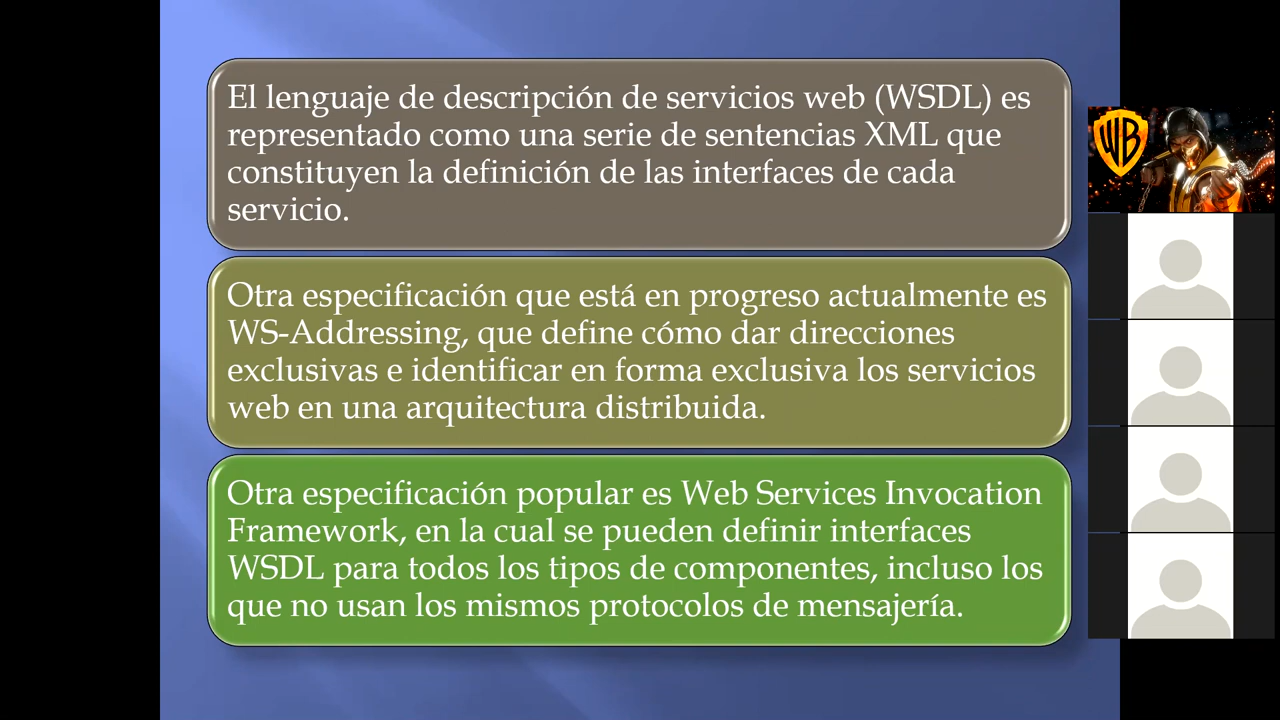 El lenguaje de descripción de servicios web (WSDL) es
representado como una serie de sentencias XML que
constituyen la definición de las interfaces de cada
servicio.
Otra especificación que está en progreso actualmente es
WS-Addressing, que define cómo dar direcciones
exclusivas e identificar en forma exclusiva los servicios
web en una arquitectura distribuida.
Otra especificación popular es Web Services Invocation
Framework, en la cual se pueden definir interfaces
WSDL para todos los tipos de componentes, incluso los
que no usan los mismos protocolos de mensajería.
WB